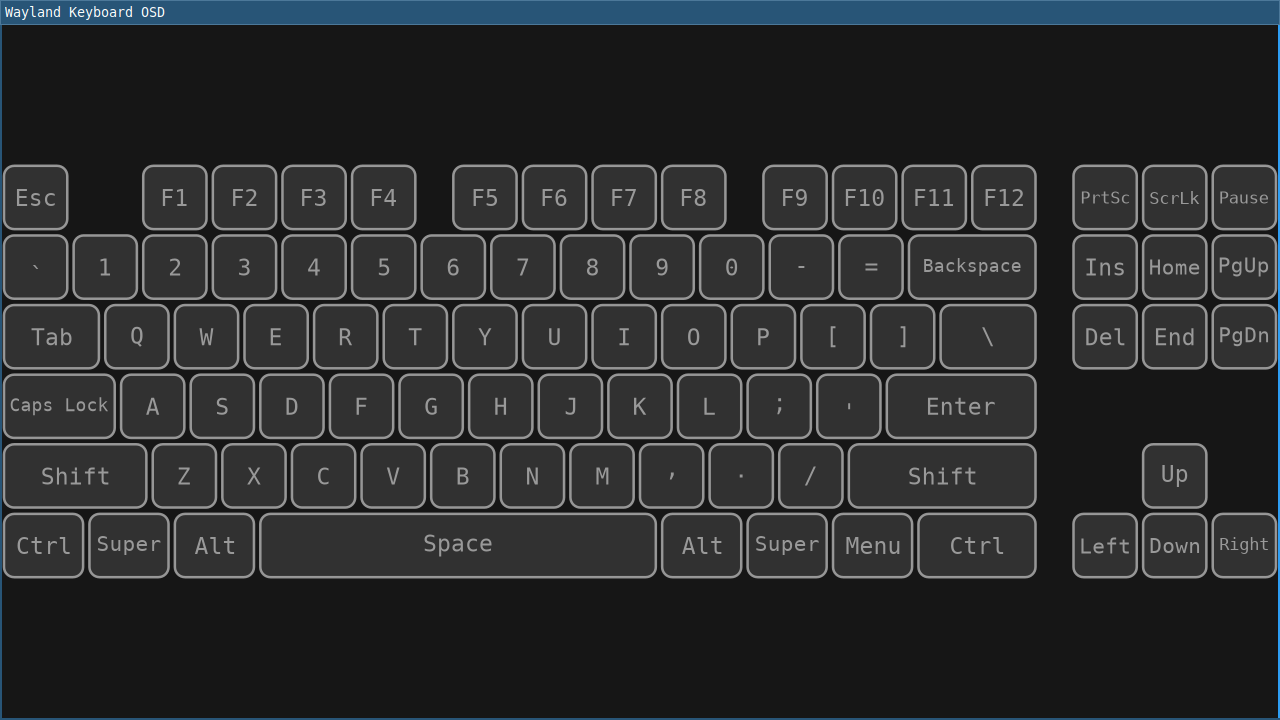 Wayland Keyboard OSD
Esc F1 F2 F3 F4 F5 F6 F7 F8 F9 F10 F11 F12 PrtSc ScrLk Pause
` 1 2 3 4 5 6 7 8 9 0 - = Backspace Ins Home PgUp
Tab Q W E R T Y U I O P [ ] \ Del End PgDn
Caps Lock A S D F G H J K L ; ' Enter
Shift Z X C V B N M , . / Shift Up
Ctrl Super Alt Space Alt Super Menu Ctrl Left Down Right